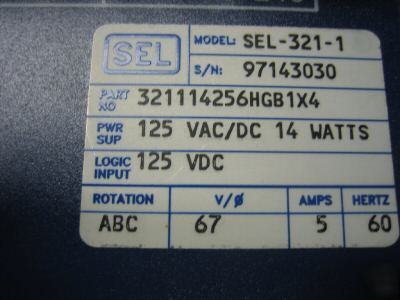 SEL
MODEL: SEL-321-1
S/N: 97143030
PART NO 321114256HGB1X4
PWR SUP 125 VAC/DC 14 WATTS
LOGIC INPUT 125 VDC
ROTATION V/Ø AMPS HERTZ
ABC 67 5 60